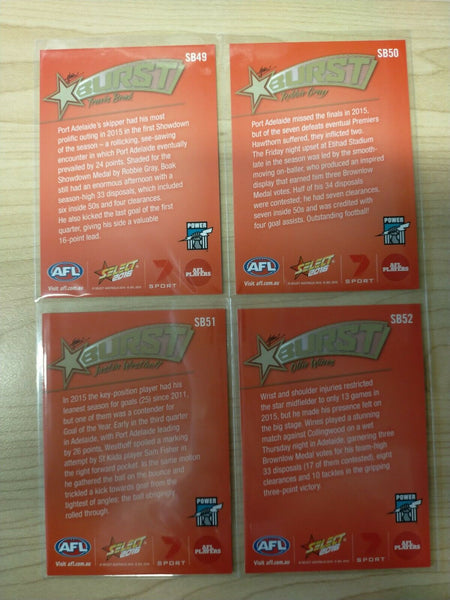 SB49
BURST
Travis Boak
Port Adelaide's skipper had his most
prolific outing in 2015 in the first Showdown
of the season – a rollicking, see-sawing
encounter in which Port Adelaide eventually
prevailed by 24 points. Shaded for the
Showdown Medal by Robbie Gray, Boak
still had an enormous afternoon with a
season-high 33 disposals, which included
six inside 50s and four clearances.
He also kicked the last goal of the first
quarter, giving his side a valuable
16-point lead.
POWER
AFL
Visit afl.com.au
SELECT
2016
7
SPORT
AFL
PLAYERS
SB50
BURST
Robbie Gray
Port Adelaide missed the finals in 2015,
but of the seven defeats eventual Premiers
Hawthorn suffered, they inflicted two.
The Friday night upset at Etihad Stadium
late in the season was led by the smooth-
moving on-baller, who produced an inspired
display that earned him three Brownlow
Medal votes. Half of his 34 disposals
were contested; he had seven clearances,
seven inside 50s and was credited with
four goal assists. Outstanding football!
POWER
AFL
Visit afl.com.au
SELECT
2016
7
SPORT
AFL
PLAYERS
SB51
BURST
Justin Westhoff
In 2015 the key-position player had his
leanest season for goals (25) since 2011,
but one of them was a contender for
Goal of the Year. Early in the third quarter
in Adelaide, with Port Adelaide leading
by 26 points, Westhoff spoiled a marking
attempt by St Kilda player Sam Fisher in
the right forward pocket. In the same motion
he gathered the ball on the bounce and
trickled a kick towards goal from the
tightest of angles; the ball obligingly
rolled through.
POWER
AFL
Visit afl.com.au
SELECT
2016
7
SPORT
AFL
PLAYERS
SB52
BURST
Ollie Wines
Wrist and shoulder injuries restricted
the star midfielder to only 13 games in
2015, but he made his presence felt on
the big stage. Wines played a stunning
match against Collingwood on a wet
Thursday night in Adelaide, garnering three
Brownlow Medal votes for his team-high
33 disposals (17 of them contested), eight
clearances and 10 tackles in the gripping
three-point victory.
POWER
AFL
Visit afl.com.au
SELECT
2016
7
SPORT
AFL
PLAYERS